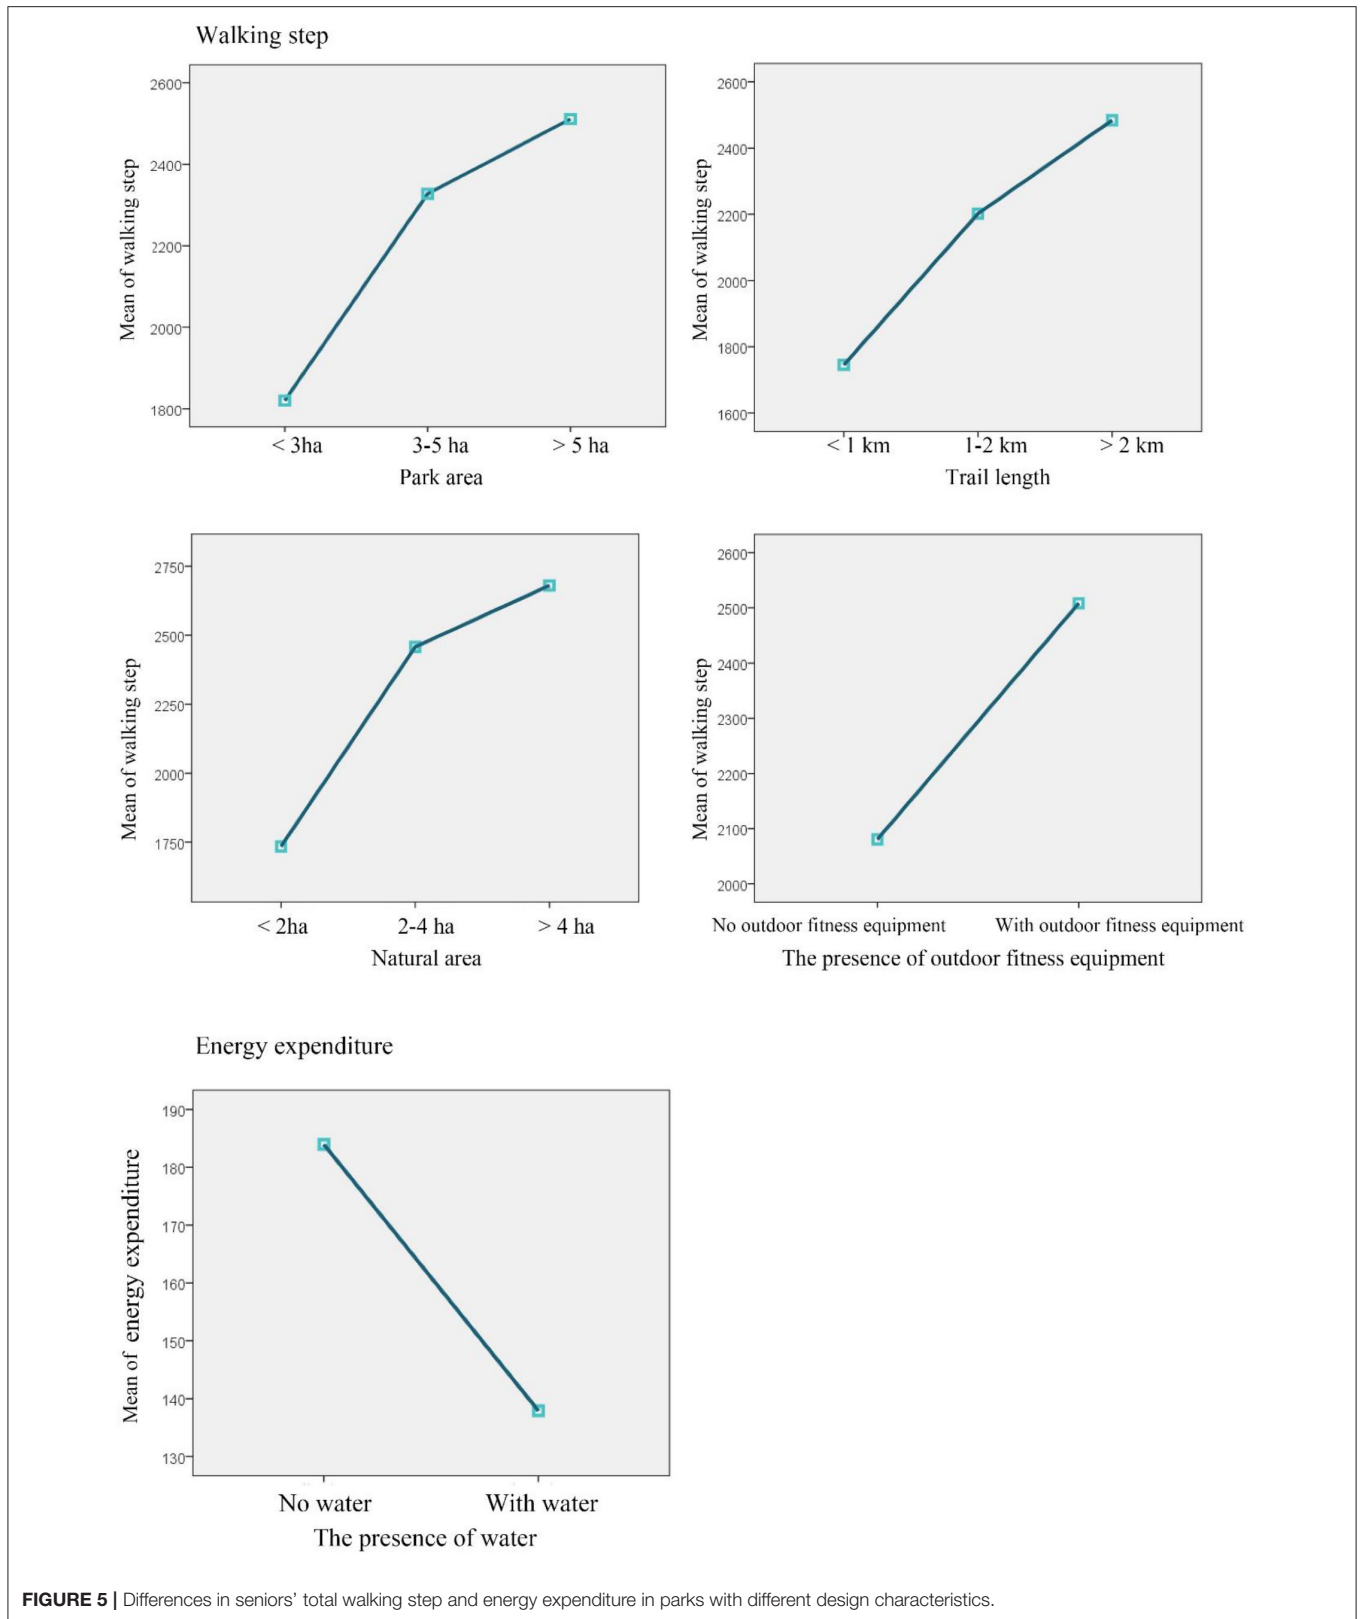 Walking step
Mean of walking step
2600
2400
2200
2000
1800
< 3ha 3-5 ha > 5 ha
Park area
Mean of walking step
2600
2400
2200
2000
1800
1600
< 1 km 1-2 km > 2 km
Trail length
Mean of walking step
2750
2500
2250
2000
1750
< 2ha 2-4 ha > 4 ha
Natural area
Mean of walking step
2600
2500
2400
2300
2200
2100
2000
No outdoor fitness equipment With outdoor fitness equipment
The presence of outdoor fitness equipment
Energy expenditure
Mean of energy expenditure
190
180
170
160
150
140
130
No water With water
The presence of water
FIGURE 5 | Differences in seniors’ total walking step and energy expenditure in parks with different design characteristics.